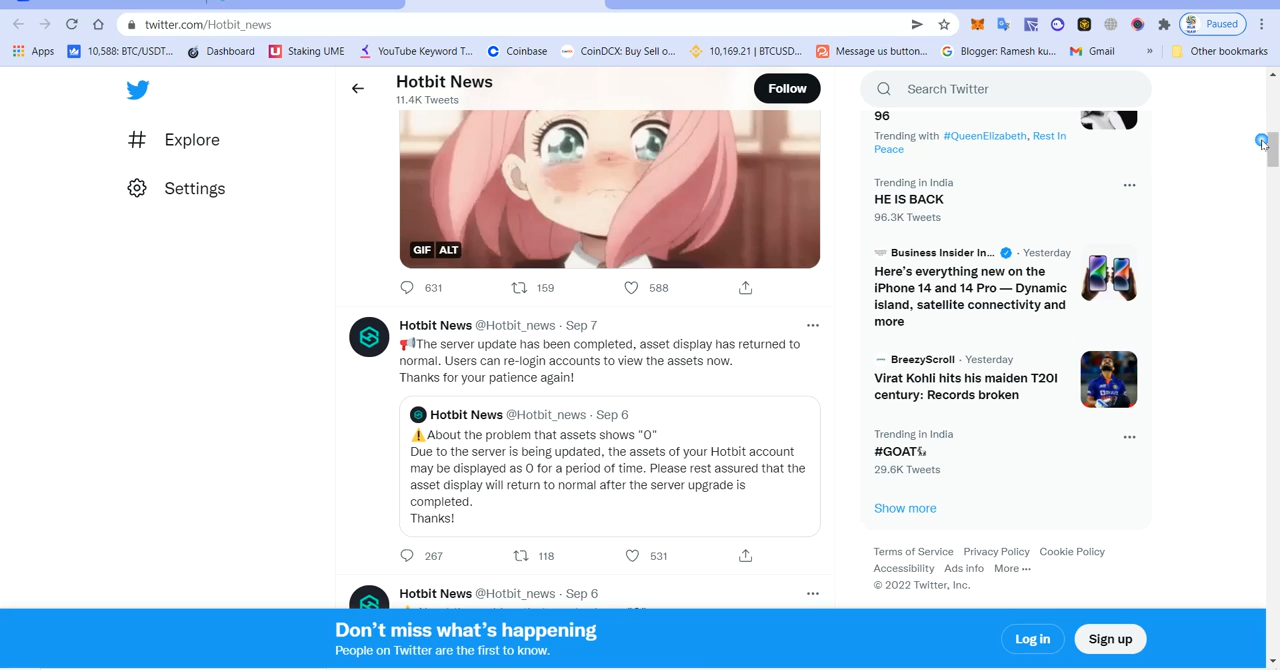 twitter.com/Hotbit_news
Paused
Apps
10,588: BTC/USDT...
Dashboard
Staking UME
YouTube Keyword T...
Coinbase
CoinDCX: Buy Sell o...
10,169.21 | BTCUSD...
Message us button...
Blogger: Ramesh ku...
Gmail
»
Other bookmarks
Explore
Settings
Hotbit News
11.4K Tweets
Follow
GIF ALT
631 159 588
Hotbit News @Hotbit_news · Sep 7
📢The server update has been completed, asset display has returned to
normal. Users can re-login accounts to view the assets now.
Thanks for your patience again!
Hotbit News @Hotbit_news · Sep 6
⚠️About the problem that assets shows "0"
Due to the server is being updated, the assets of your Hotbit account
may be displayed as 0 for a period of time. Please rest assured that the
asset display will return to normal after the server upgrade is
completed.
Thanks!
267 118 531
Hotbit News @Hotbit_news · Sep 6
Search Twitter
96
Trending with #QueenElizabeth, Rest In
Peace
Trending in India
HE IS BACK
96.3K Tweets
Business Insider In... · Yesterday
Here's everything new on the
iPhone 14 and 14 Pro — Dynamic
island, satellite connectivity and
more
BreezyScroll · Yesterday
Virat Kohli hits his maiden T20I
century: Records broken
Trending in India
#GOAT🐐
29.6K Tweets
Show more
Terms of Service Privacy Policy Cookie Policy
Accessibility Ads info More ···
© 2022 Twitter, Inc.
Don't miss what's happening
People on Twitter are the first to know.
Log in
Sign up